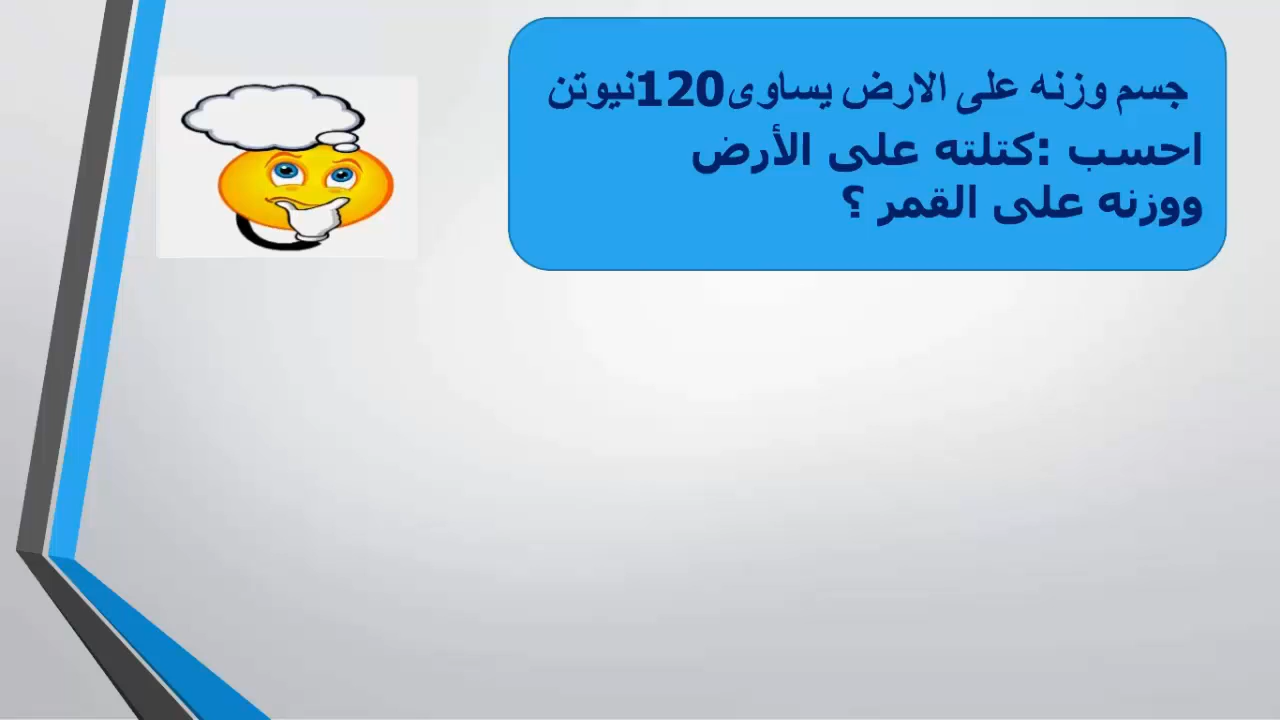 جسم وزنه على الارض يساوى120نيوتن
احسب :كتلته على الأرض
ووزنه على القمر ؟